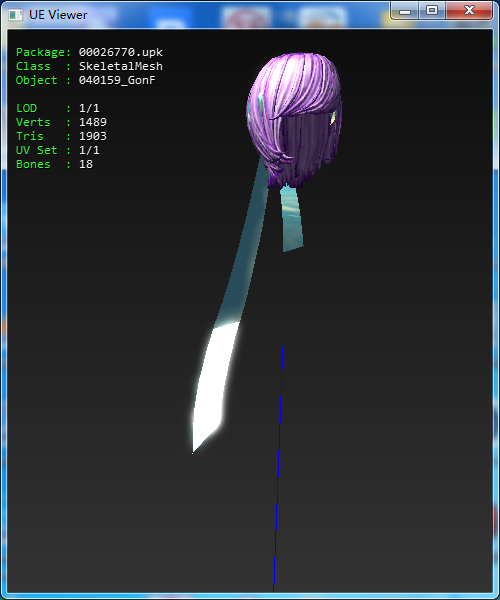 UE Viewer
Package: 00026770.upk
Class : SkeletalMesh
Object : 040159_GonF
LOD : 1/1
Verts : 1489
Tris : 1903
UV Set : 1/1
Bones : 18